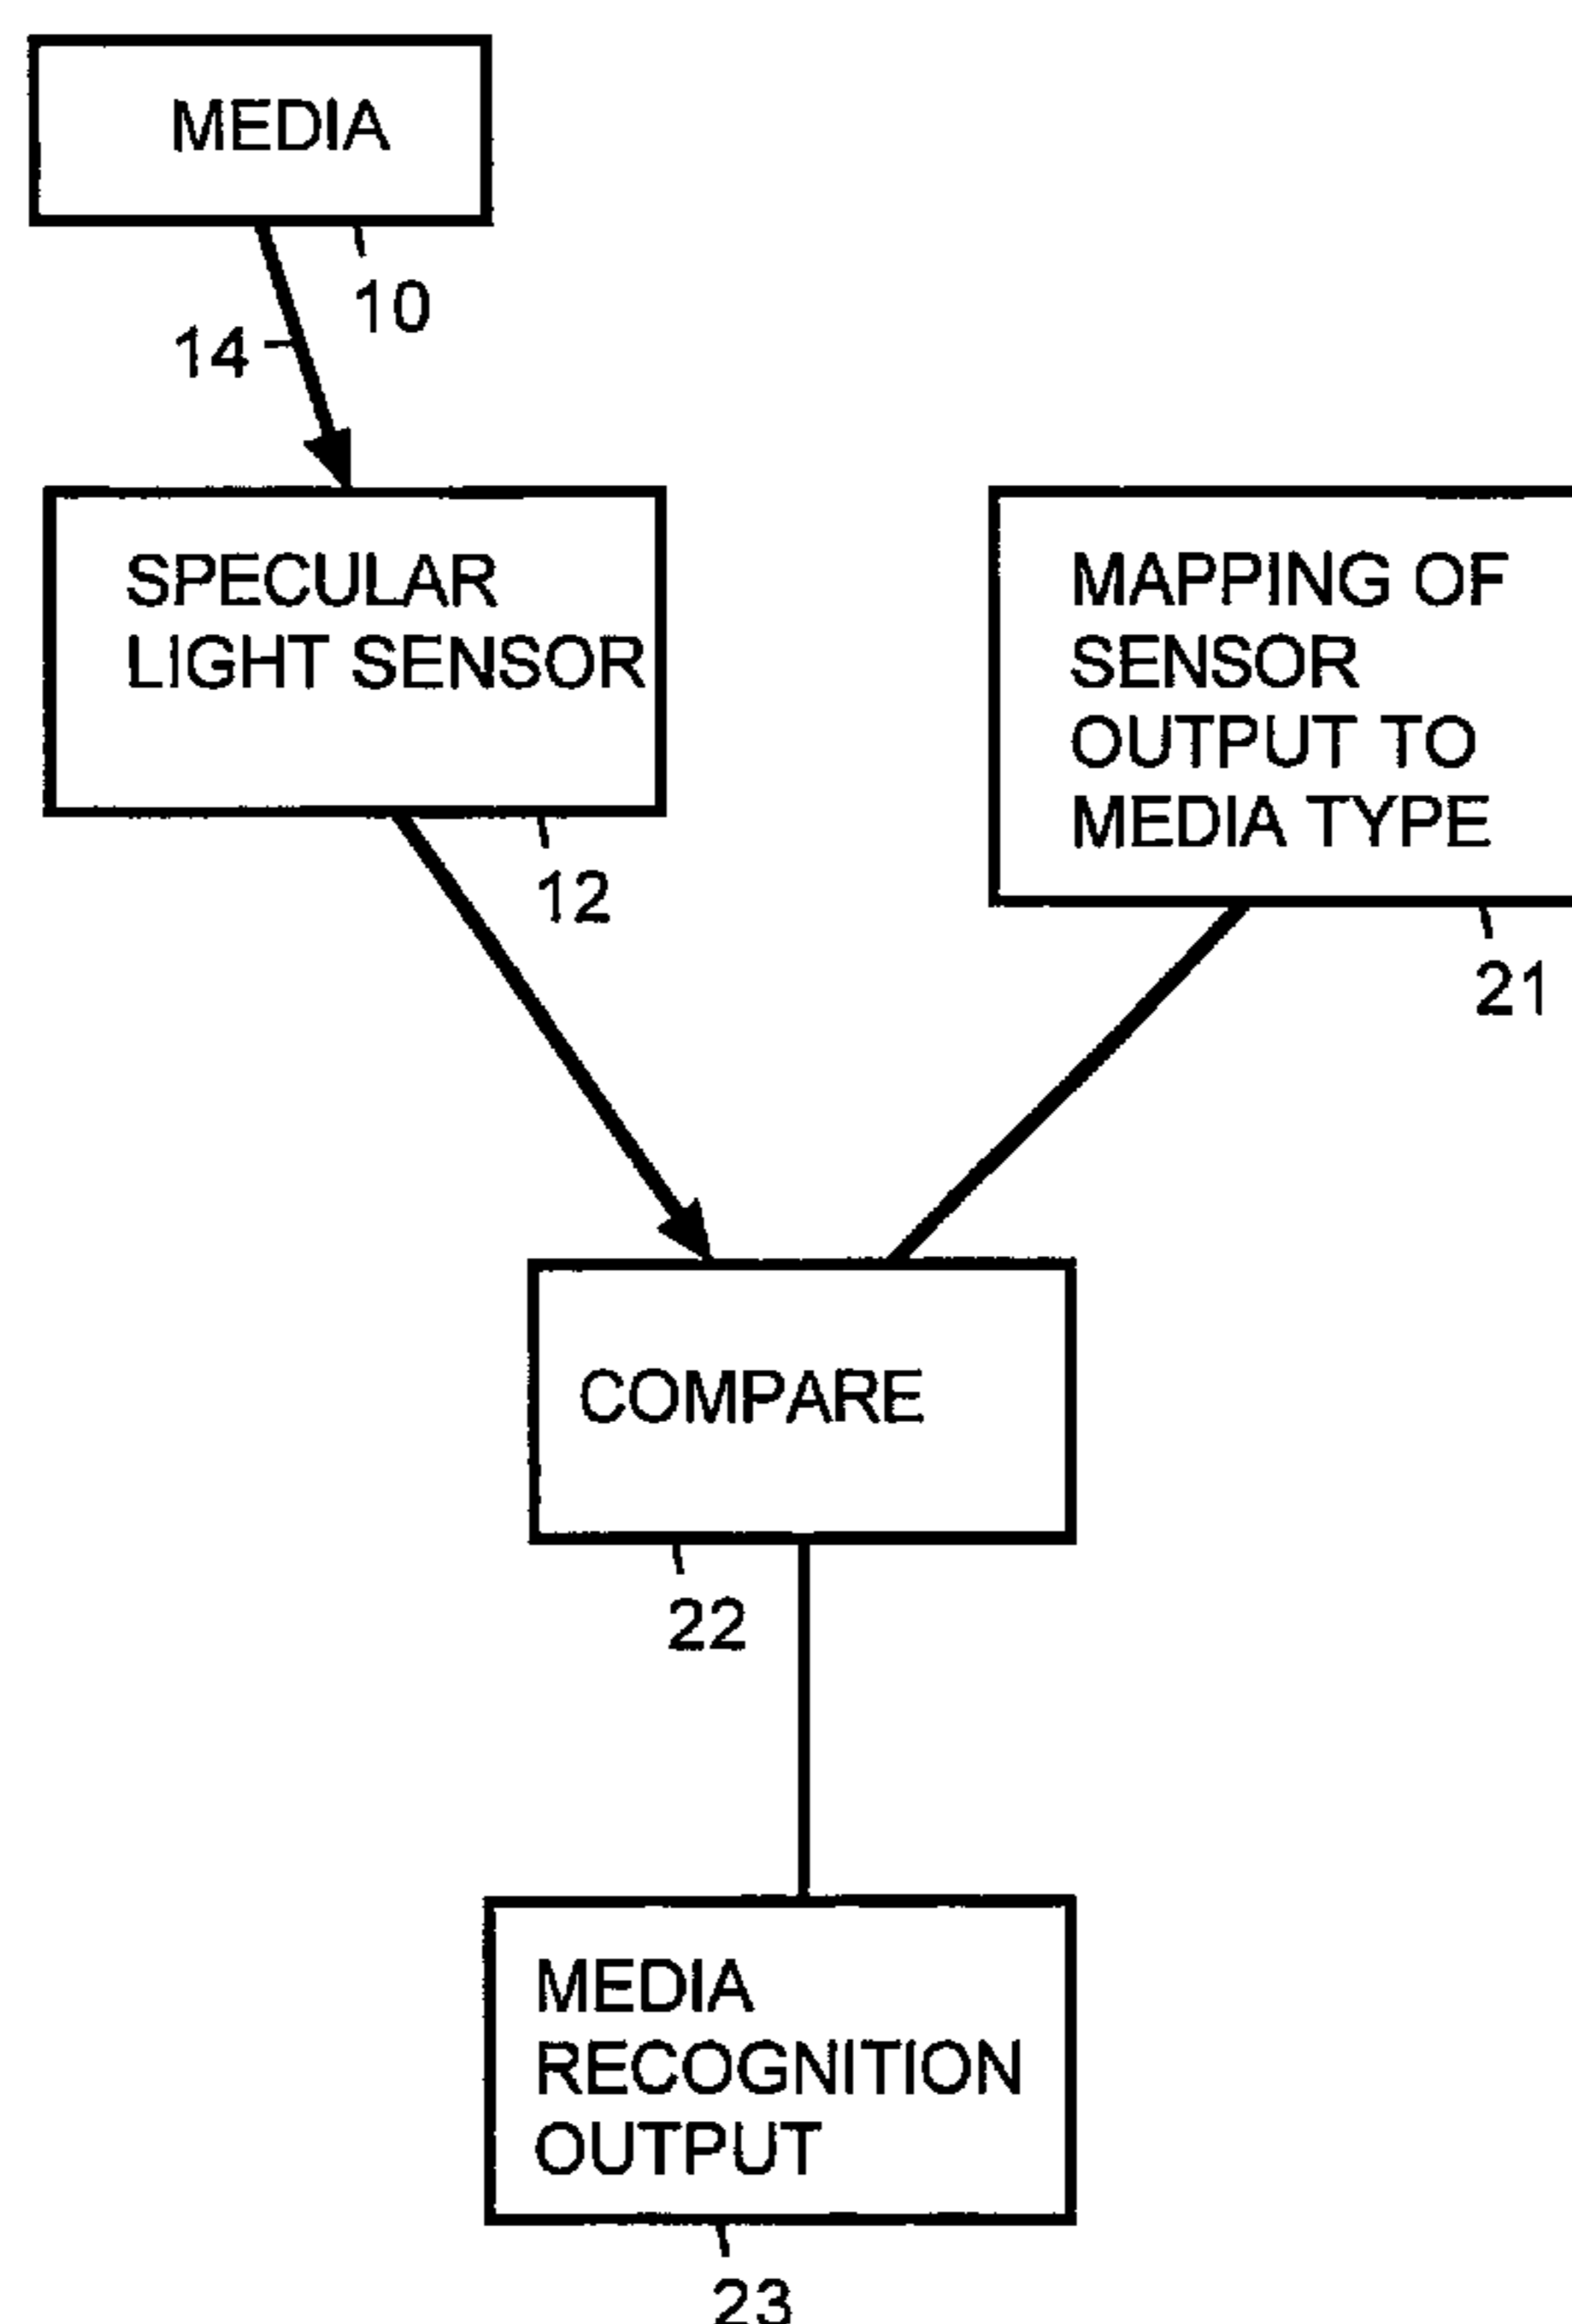 MEDIA
10
14
SPECULAR
LIGHT SENSOR
12
MAPPING OF
SENSOR
OUTPUT TO
MEDIA TYPE
21
COMPARE
22
MEDIA
RECOGNITION
OUTPUT
23